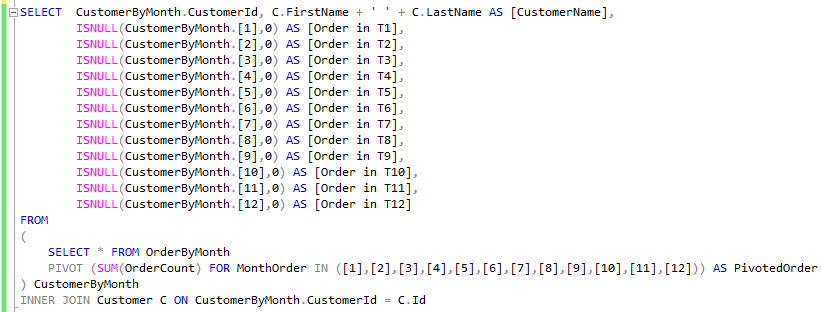 SELECT CustomerByMonth.CustomerId, C.FirstName + ' ' + C.LastName AS [CustomerName],
ISNULL(CustomerByMonth.[1],0) AS [Order in T1],
ISNULL(CustomerByMonth.[2],0) AS [Order in T2],
ISNULL(CustomerByMonth.[3],0) AS [Order in T3],
ISNULL(CustomerByMonth.[4],0) AS [Order in T4],
ISNULL(CustomerByMonth.[5],0) AS [Order in T5],
ISNULL(CustomerByMonth.[6],0) AS [Order in T6],
ISNULL(CustomerByMonth.[7],0) AS [Order in T7],
ISNULL(CustomerByMonth.[8],0) AS [Order in T8],
ISNULL(CustomerByMonth.[9],0) AS [Order in T9],
ISNULL(CustomerByMonth.[10],0) AS [Order in T10],
ISNULL(CustomerByMonth.[11],0) AS [Order in T11],
ISNULL(CustomerByMonth.[12],0) AS [Order in T12]
FROM
(
SELECT * FROM OrderByMonth
PIVOT (SUM(OrderCount) FOR MonthOrder IN ([1],[2],[3],[4],[5],[6],[7],[8],[9],[10],[11],[12])) AS PivotedOrder
) CustomerByMonth
INNER JOIN Customer C ON CustomerByMonth.CustomerId = C.Id